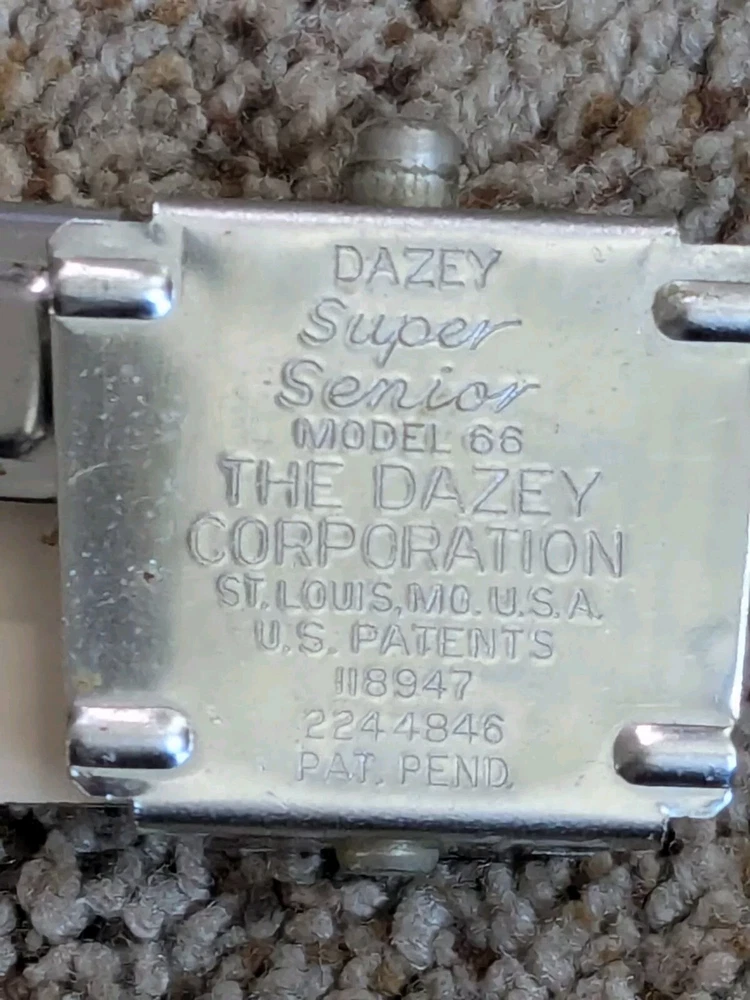 DAZEY
Super
Senior
MODEL 66
THE DAZEY
CORPORATION
ST. LOUIS, MO. U.S.A.
U.S. PATENTS
118947
2244846
PAT. PEND.